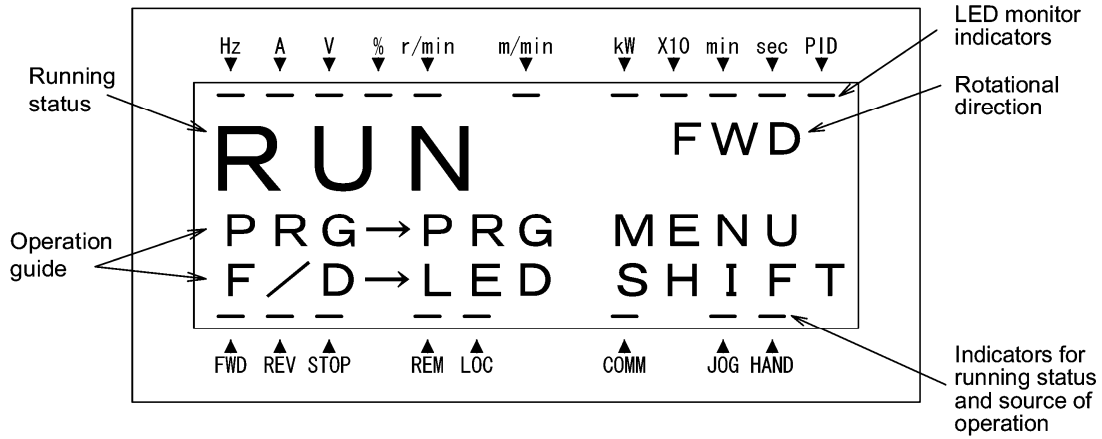 LED monitor
indicators
Hz A V % r/min m/min kW X10 min sec PID
Running
status
Rotational
direction
RUN FWD
PRG→PRG MENU
Operation
guide
F/D→LED SHIFT
FWD REV STOP REM LOC COMM JOG HAND
Indicators for
running status
and source of
operation